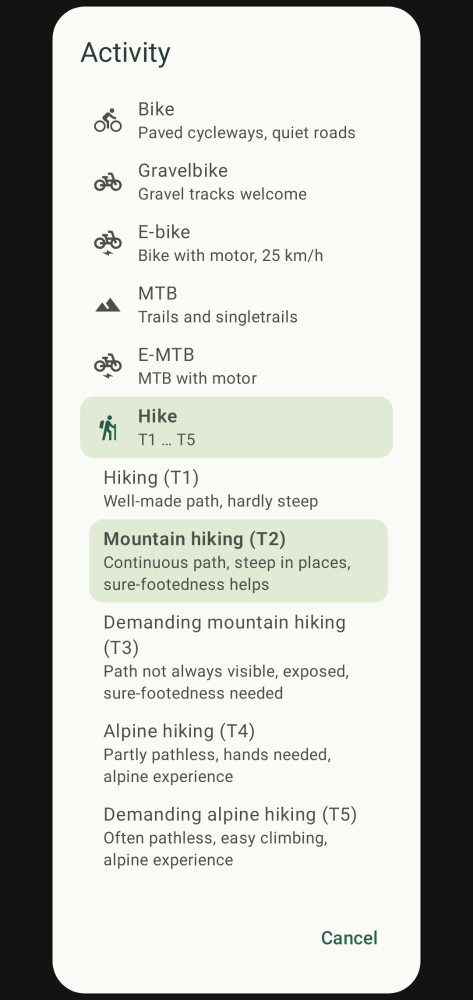 Activity
Bike
Paved cycleways, quiet roads
Gravelbike
Gravel tracks welcome
E-bike
Bike with motor, 25 km/h
MTB
Trails and singletrails
E-MTB
MTB with motor
Hike
T1 … T5
Hiking (T1)
Well-made path, hardly steep
Mountain hiking (T2)
Continuous path, steep in places,
sure-footedness helps
Demanding mountain hiking
(T3)
Path not always visible, exposed,
sure-footedness needed
Alpine hiking (T4)
Partly pathless, hands needed,
alpine experience
Demanding alpine hiking (T5)
Often pathless, easy climbing,
alpine experience
Cancel